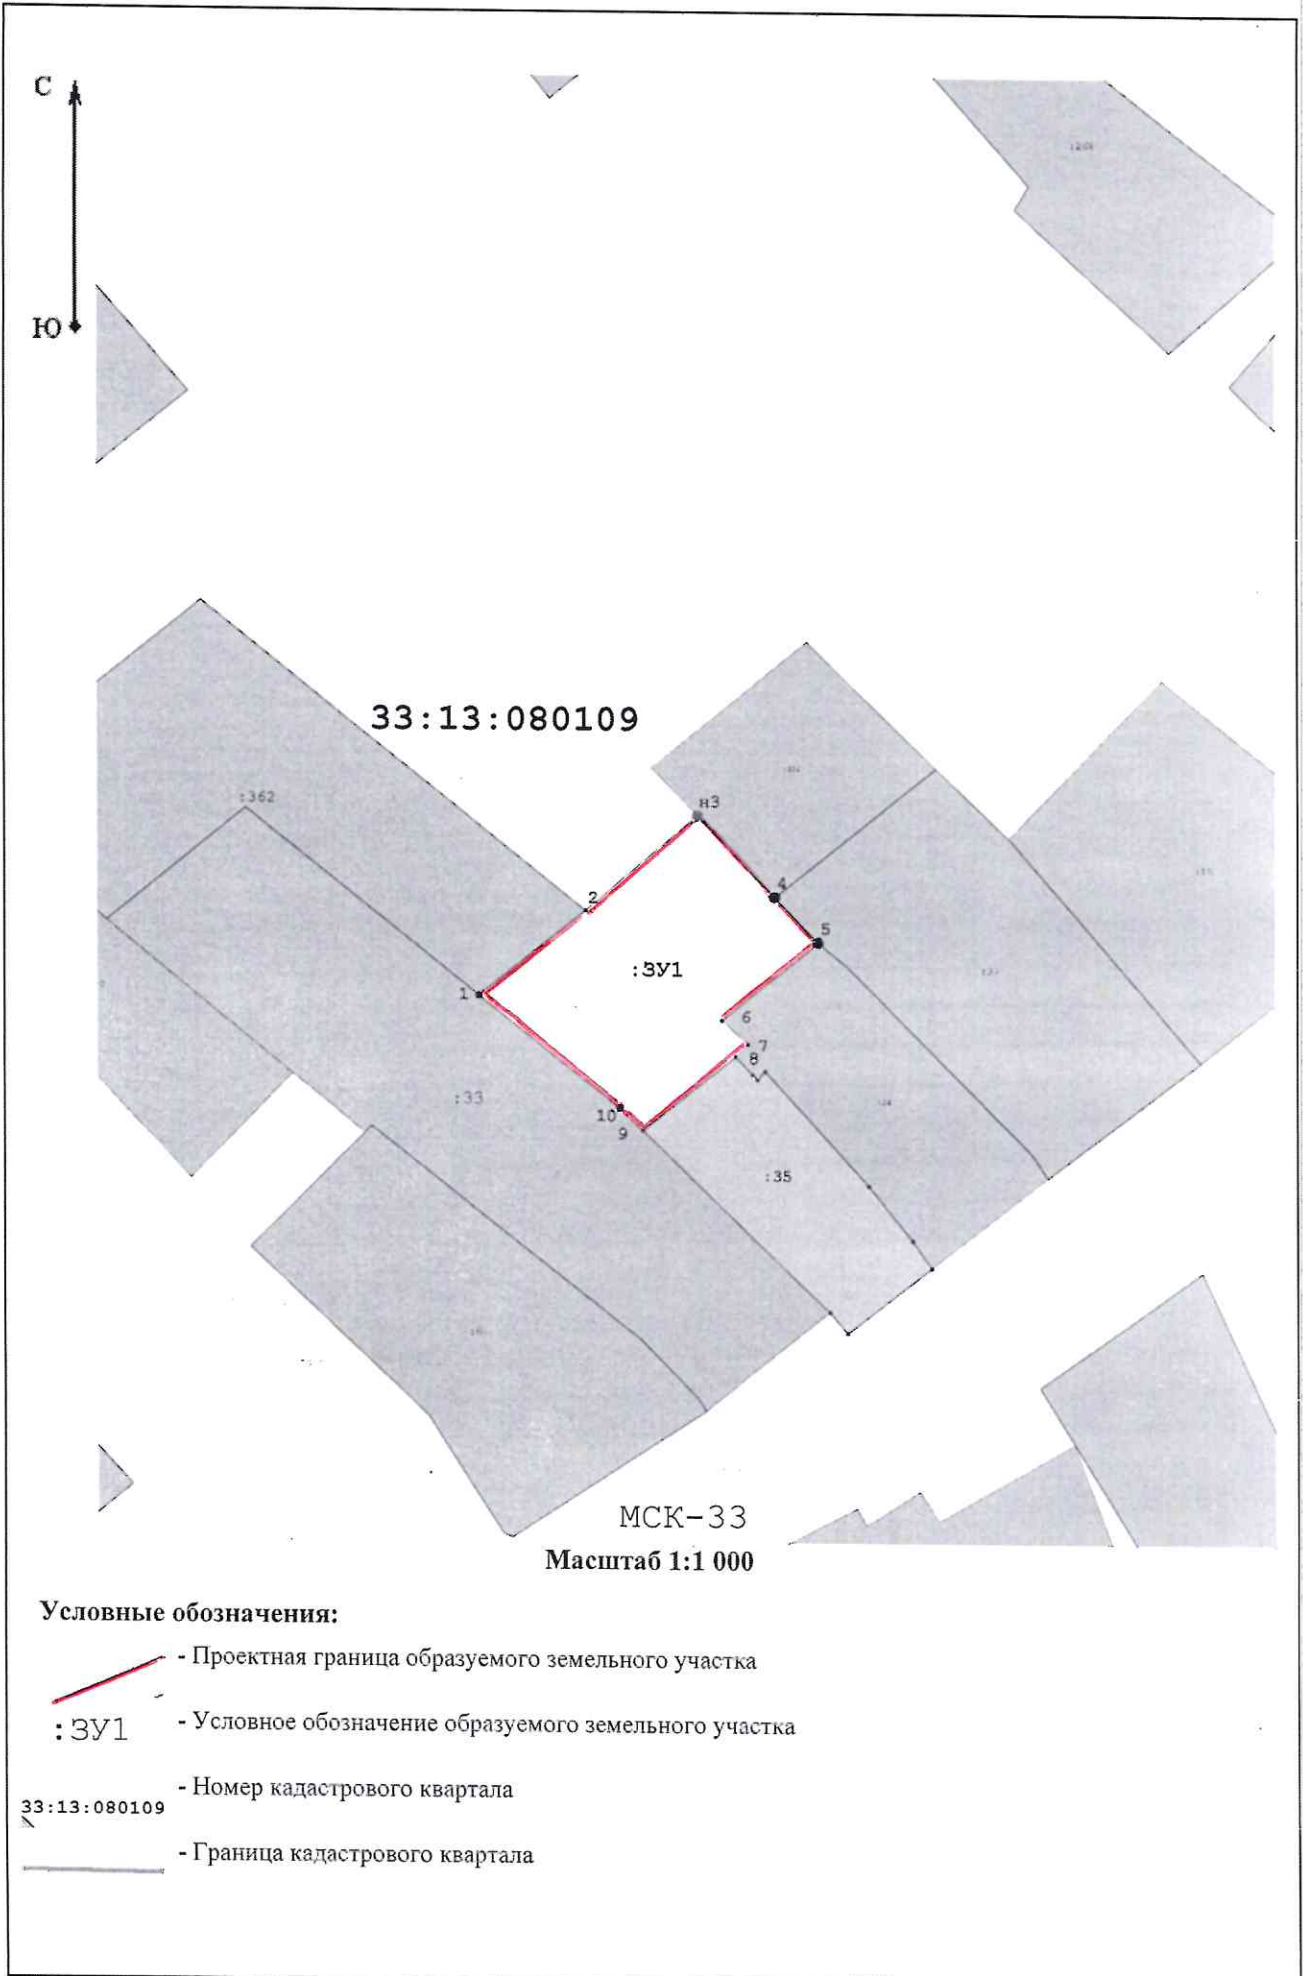 С
Ю
33:13:080109
:362
н3
2
4
5
:ЗУ1
1
6
7
8
:33
10
9
:35
МСК-33
Масштаб 1:1 000
Условные обозначения:
- Проектная граница образуемого земельного участка
:ЗУ1 - Условное обозначение образуемого земельного участка
33:13:080109 - Номер кадастрового квартала
- Граница кадастрового квартала